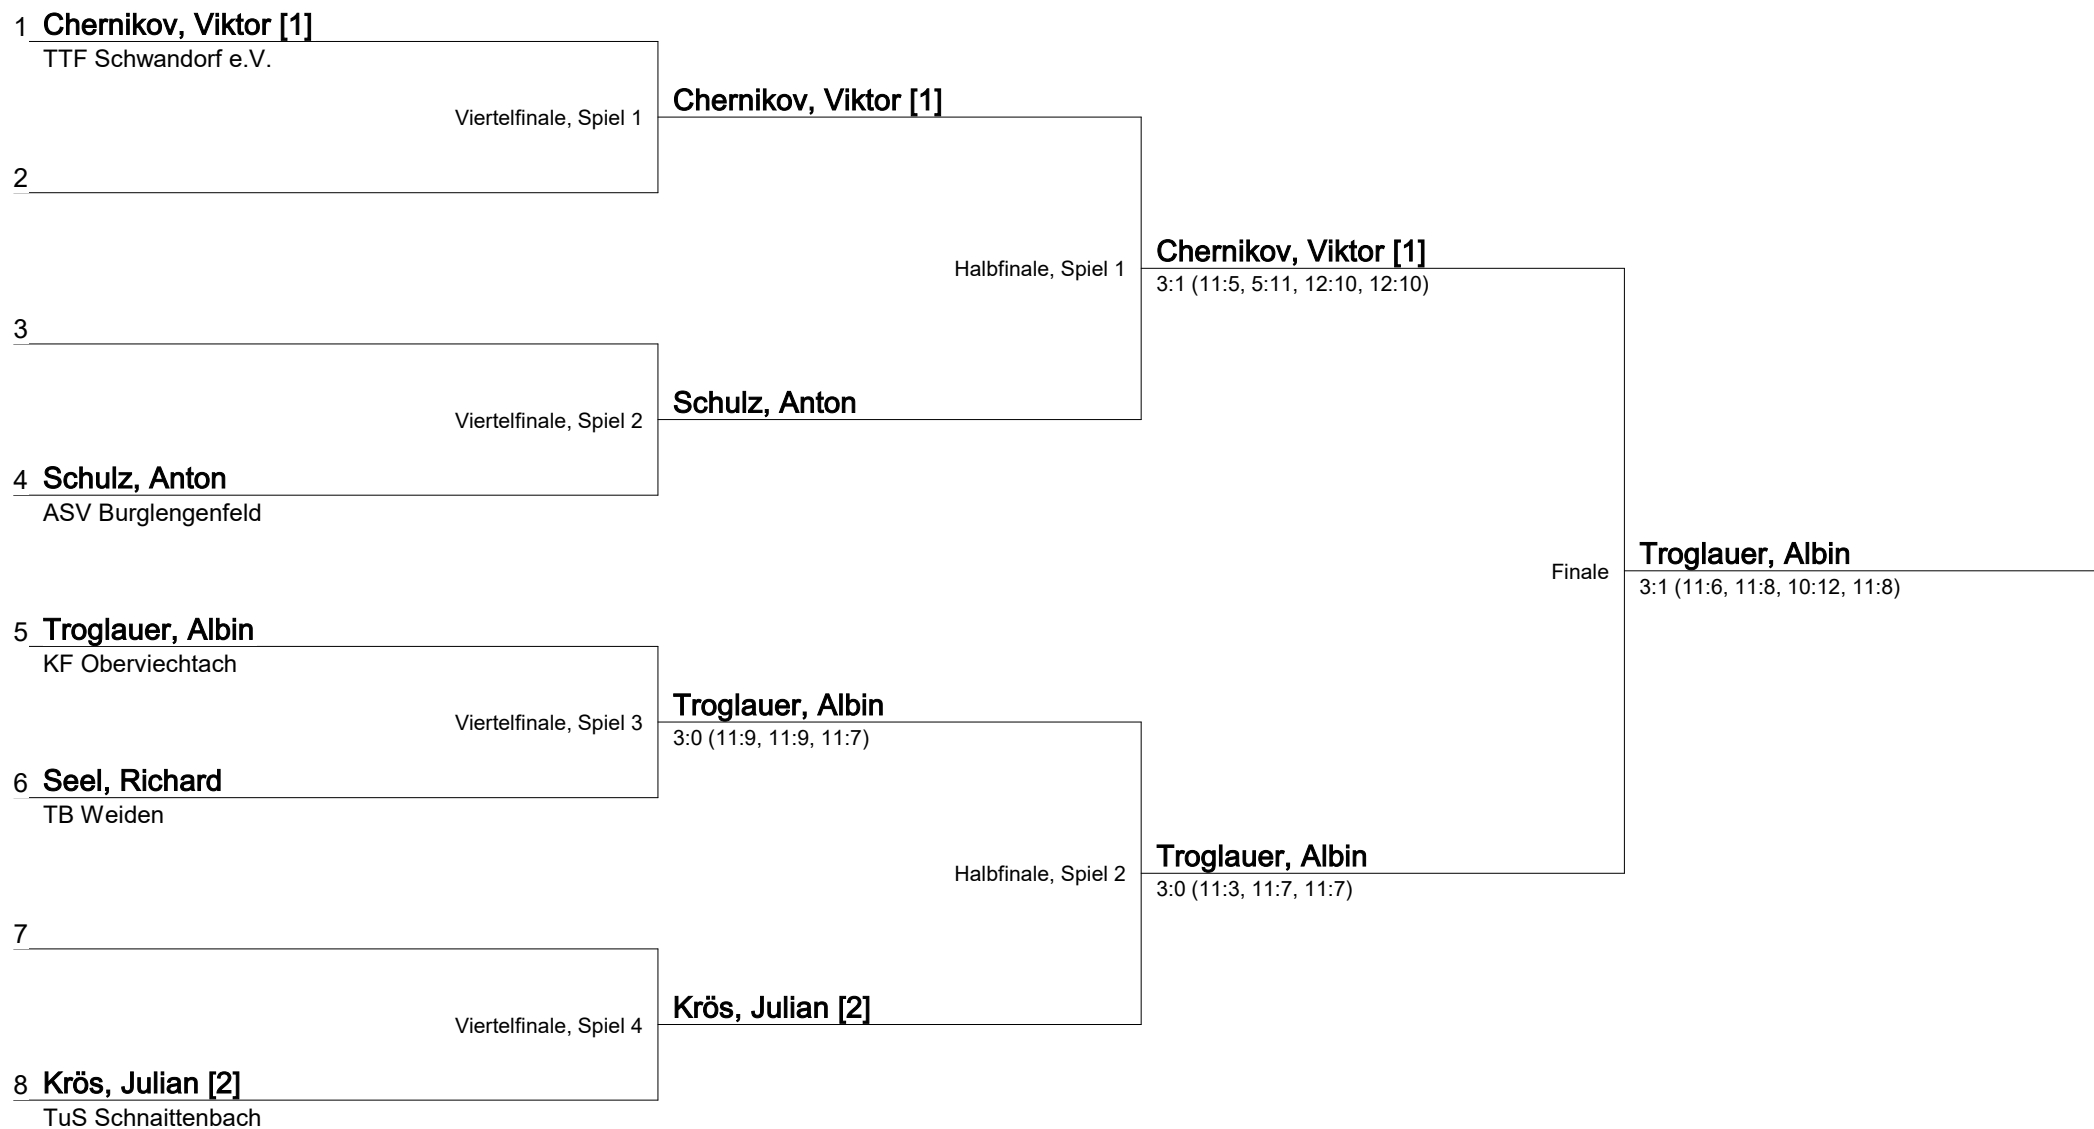 1 Chernikov, Viktor [1]
TTF Schwandorf e.V.
Viertelfinale, Spiel 1
Chernikov, Viktor [1]
2
Halbfinale, Spiel 1
Chernikov, Viktor [1]
3:1 (11:5, 5:11, 12:10, 12:10)
3
Viertelfinale, Spiel 2
Schulz, Anton
4 Schulz, Anton
ASV Burglengenfeld
Finale
Troglauer, Albin
3:1 (11:6, 11:8, 10:12, 11:8)
5 Troglauer, Albin
KF Oberviechtach
Viertelfinale, Spiel 3
Troglauer, Albin
3:0 (11:9, 11:9, 11:7)
6 Seel, Richard
TB Weiden
Halbfinale, Spiel 2
Troglauer, Albin
3:0 (11:3, 11:7, 11:7)
7
Viertelfinale, Spiel 4
Krös, Julian [2]
8 Krös, Julian [2]
TuS Schnaittenbach